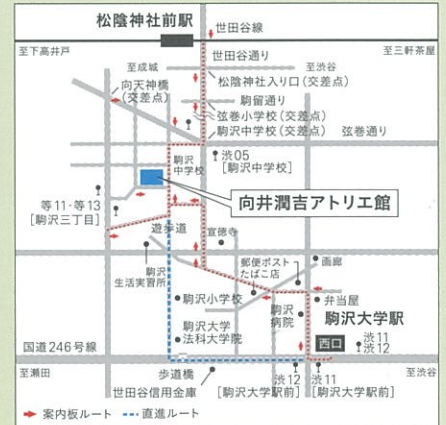 松陰神社前駅
世田谷線
至下高井戸
世田谷通り
至三軒茶屋
至成城
至渋谷
向天神橋
(交差点)
松陰神社入り口(交差点)
駒留通り
弦巻小学校(交差点)
駒沢中学校(交差点)
弦巻通り
駒沢
中学校
渋05
[駒沢中学校]
等11・等13
[駒沢三丁目]
向井潤吉アトリエ館
遊歩道
宣徳寺
駒沢
生活実習所
郵便ポスト
たばこ店
画廊
駒沢小学校
弁当屋
駒沢
病院
駒沢大学駅
駒沢大学
法科大学院
西口
渋11
渋12
国道246号線
至瀬田
歩道橋
世田谷信用金庫
渋12
[駒沢大学駅前]
渋11
[駒沢大学駅前]
至渋谷
案内板ルート
直進ルート